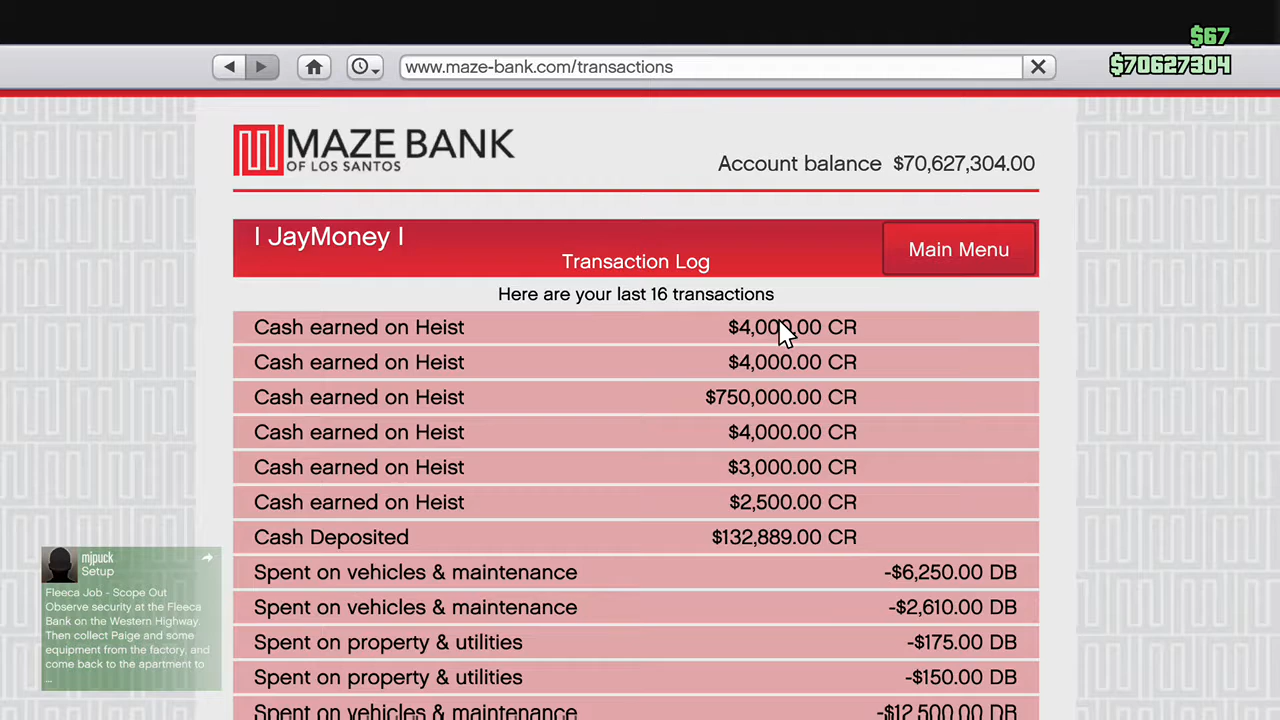 $67
$70627304
www.maze-bank.com/transactions
MAZE BANK
OF LOS SANTOS
Account balance $70,627,304.00
I JayMoney I
Transaction Log
Main Menu
Here are your last 16 transactions
Cash earned on Heist $4,000.00 CR
Cash earned on Heist $4,000.00 CR
Cash earned on Heist $750,000.00 CR
Cash earned on Heist $4,000.00 CR
Cash earned on Heist $3,000.00 CR
Cash earned on Heist $2,500.00 CR
Cash Deposited $132,889.00 CR
Spent on vehicles & maintenance -$6,250.00 DB
Spent on vehicles & maintenance -$2,610.00 DB
Spent on property & utilities -$175.00 DB
Spent on property & utilities -$150.00 DB
Spent on vehicles & maintenance -$12,500.00 DB
mjpuck
Setup
Fleeca Job - Scope Out
Observe security at the Fleeca
Bank on the Western Highway.
Then collect Paige and some
equipment from the factory, and
come back to the apartment to
...